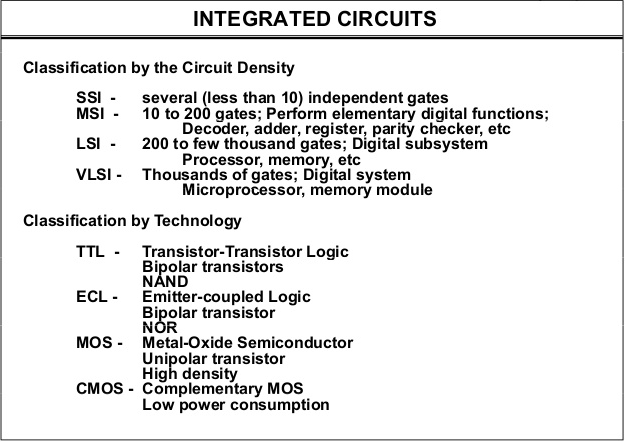 INTEGRATED CIRCUITS
Classification by the Circuit Density
SSI - several (less than 10) independent gates
MSI - 10 to 200 gates; Perform elementary digital functions;
Decoder, adder, register, parity checker, etc
LSI - 200 to few thousand gates; Digital subsystem
Processor, memory, etc
VLSI - Thousands of gates; Digital system
Microprocessor, memory module
Classification by Technology
TTL - Transistor-Transistor Logic
Bipolar transistors
NAND
ECL - Emitter-coupled Logic
Bipolar transistor
NOR
MOS - Metal-Oxide Semiconductor
Unipolar transistor
High density
CMOS - Complementary MOS
Low power consumption